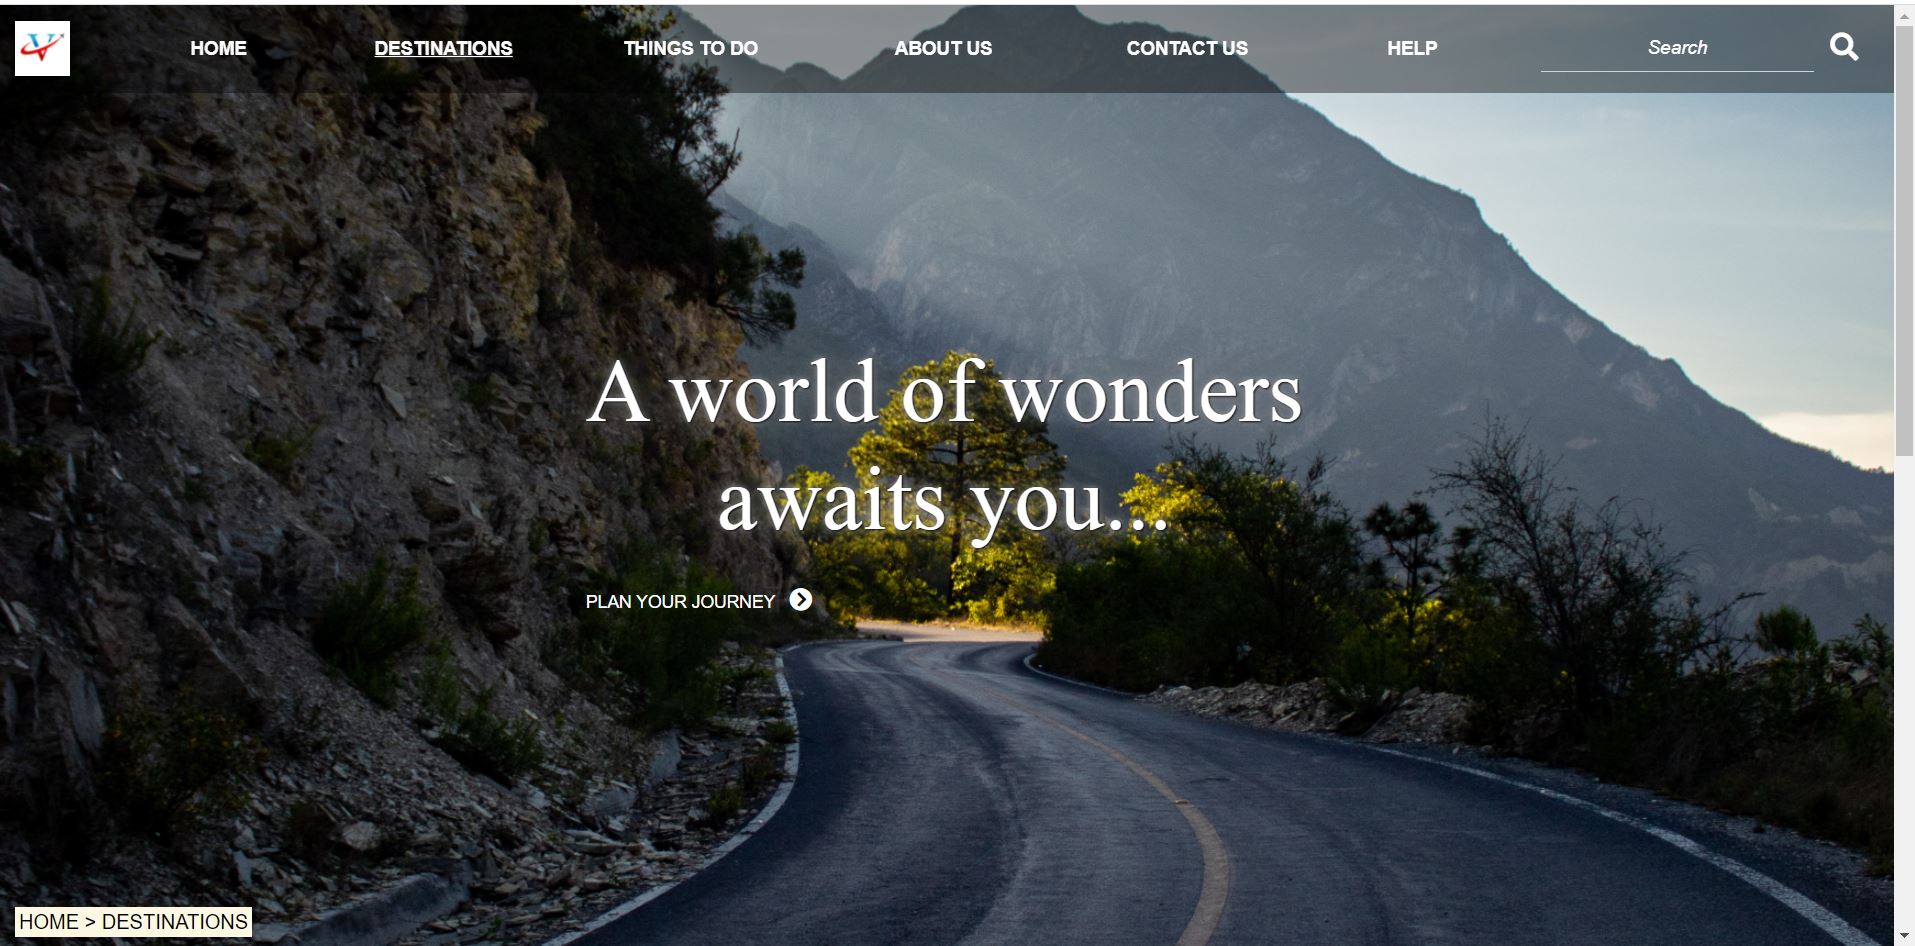 HOME DESTINATIONS THINGS TO DO ABOUT US CONTACT US HELP Search
A world of wonders
awaits you...
PLAN YOUR JOURNEY
HOME > DESTINATIONS